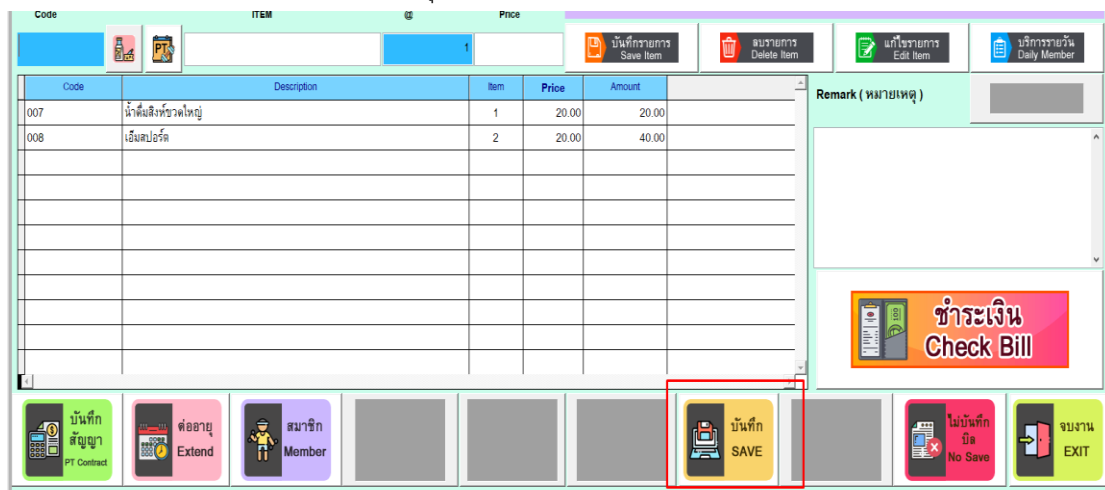 Code ITEM @ Price
PT 1 บันทึกรายการ ลบรายการ แก้ไขรายการ บริการรายวัน
Save Item Delete Item Edit Item Daily Member
Code Description Item Price Amount
Remark ( หมายเหตุ )
007 น้ำดื่มสิงห์ขวดใหญ่ 1 20.00 20.00
008 เอ็มสปอร์ต 2 20.00 40.00
ชำระเงิน
Check Bill
บันทึก
สัญญา
PT Contract
ต่ออายุ
Extend
สมาชิก
Member
บันทึก
SAVE
ไม่บันทึก
บิล
No Save
จบงาน
EXIT